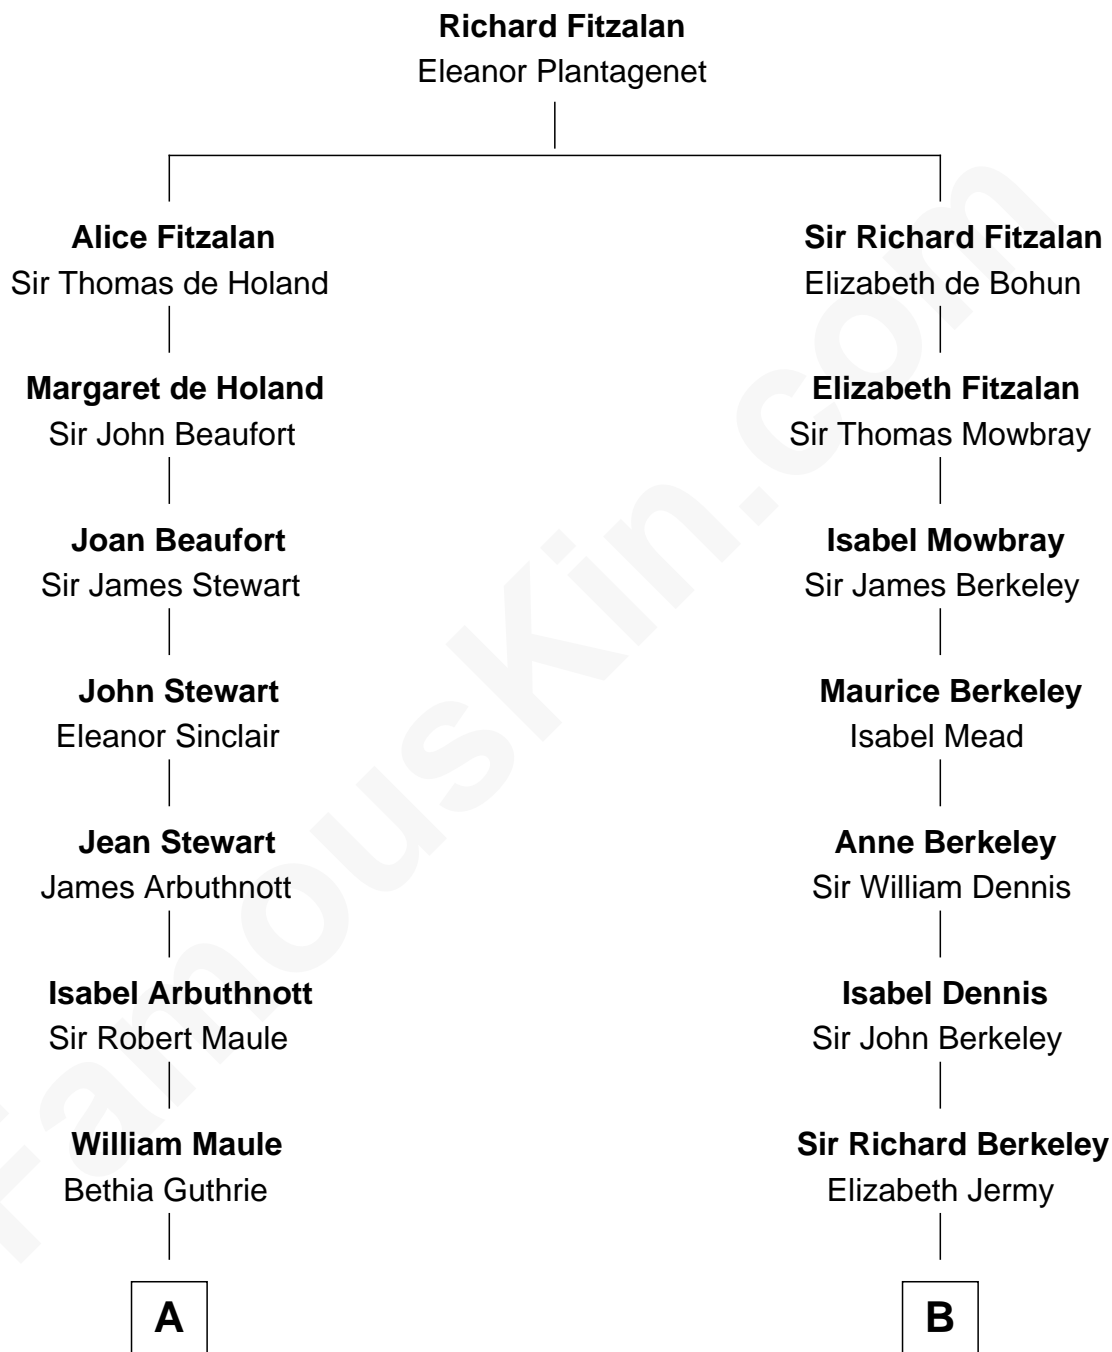 Richard Fitzalan
Eleanor Plantagenet
Alice Fitzalan
Sir Thomas de Holand
Sir Richard Fitzalan
Elizabeth de Bohun
Margaret de Holand
Sir John Beaufort
Elizabeth Fitzalan
Sir Thomas Mowbray
Joan Beaufort
Sir James Stewart
Isabel Mowbray
Sir James Berkeley
John Stewart
Eleanor Sinclair
Maurice Berkeley
Isabel Mead
Jean Stewart
James Arbuthnott
Anne Berkeley
Sir William Dennis
Isabel Arbuthnott
Sir Robert Maule
Isabel Dennis
Sir John Berkeley
William Maule
Bethia Guthrie
Sir Richard Berkeley
Elizabeth Jermy
A
B
FamousKin.com